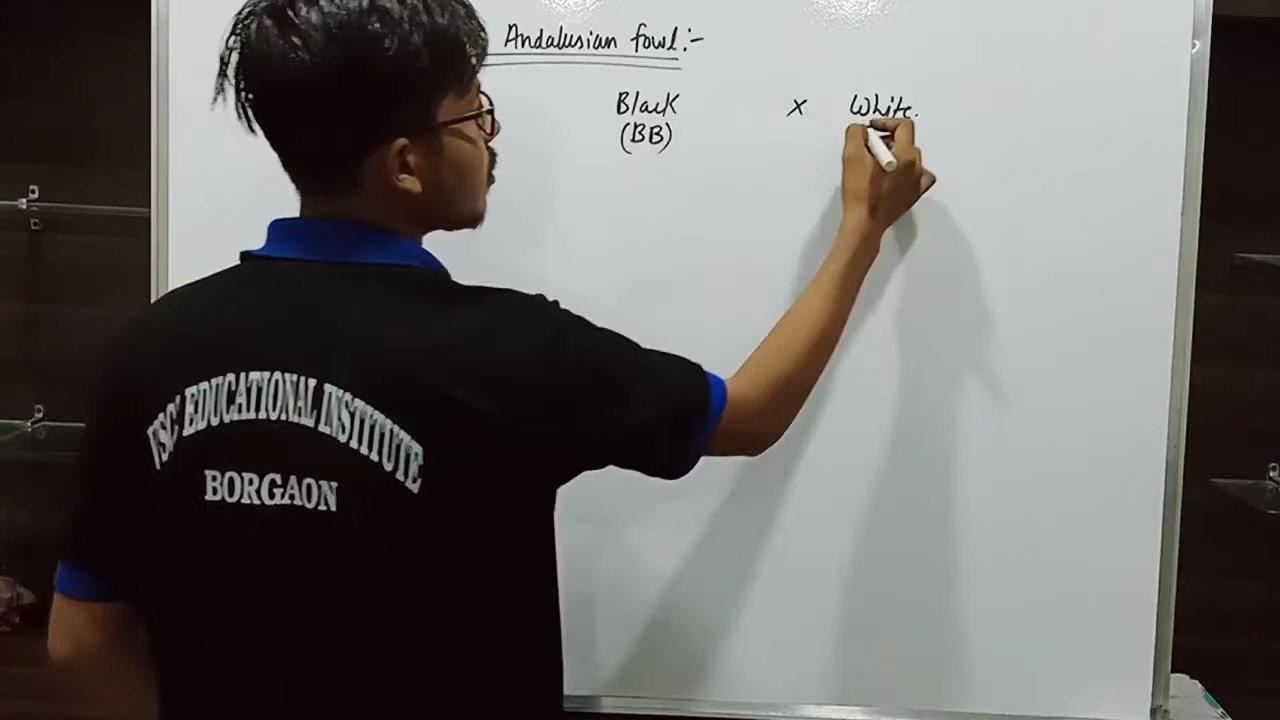 Andalusian fowl:-
Black x White.
(BB)
VSC' EDUCATIONAL INSTITUTE
BORGAON